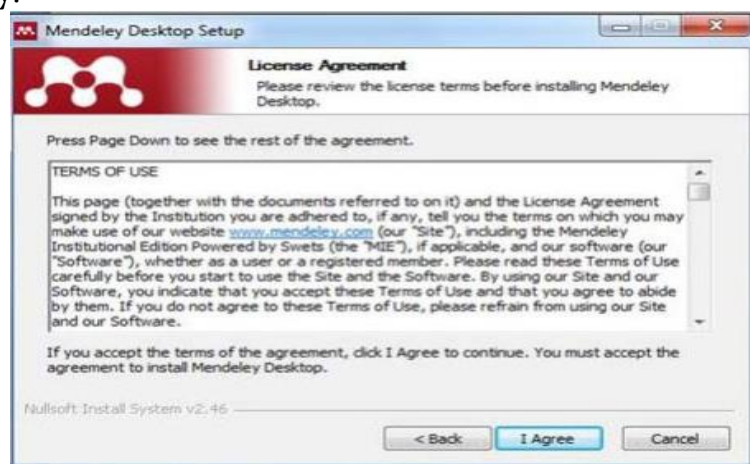 y.
Mendeley Desktop Setup
License Agreement
Please review the license terms before installing Mendeley
Desktop.
Press Page Down to see the rest of the agreement.
TERMS OF USE
This page (together with the documents referred to on it) and the License Agreement
signed by the Institution you are adhered to, if any, tell you the terms on which you may
make use of our website www.mendeley.com (our "Site"), including the Mendeley
Institutional Edition Powered by Swets (the "MIE"), if applicable, and our software (our
"Software"), whether as a user or a registered member. Please read these Terms of Use
carefully before you start to use the Site and the Software. By using our Site and our
Software, you indicate that you accept these Terms of Use and that you agree to abide
by them. If you do not agree to these Terms of Use, please refrain from using our Site
and our Software.
If you accept the terms of the agreement, click I Agree to continue. You must accept the
agreement to install Mendeley Desktop.
Nullsoft Install System v2.46
< Back I Agree Cancel